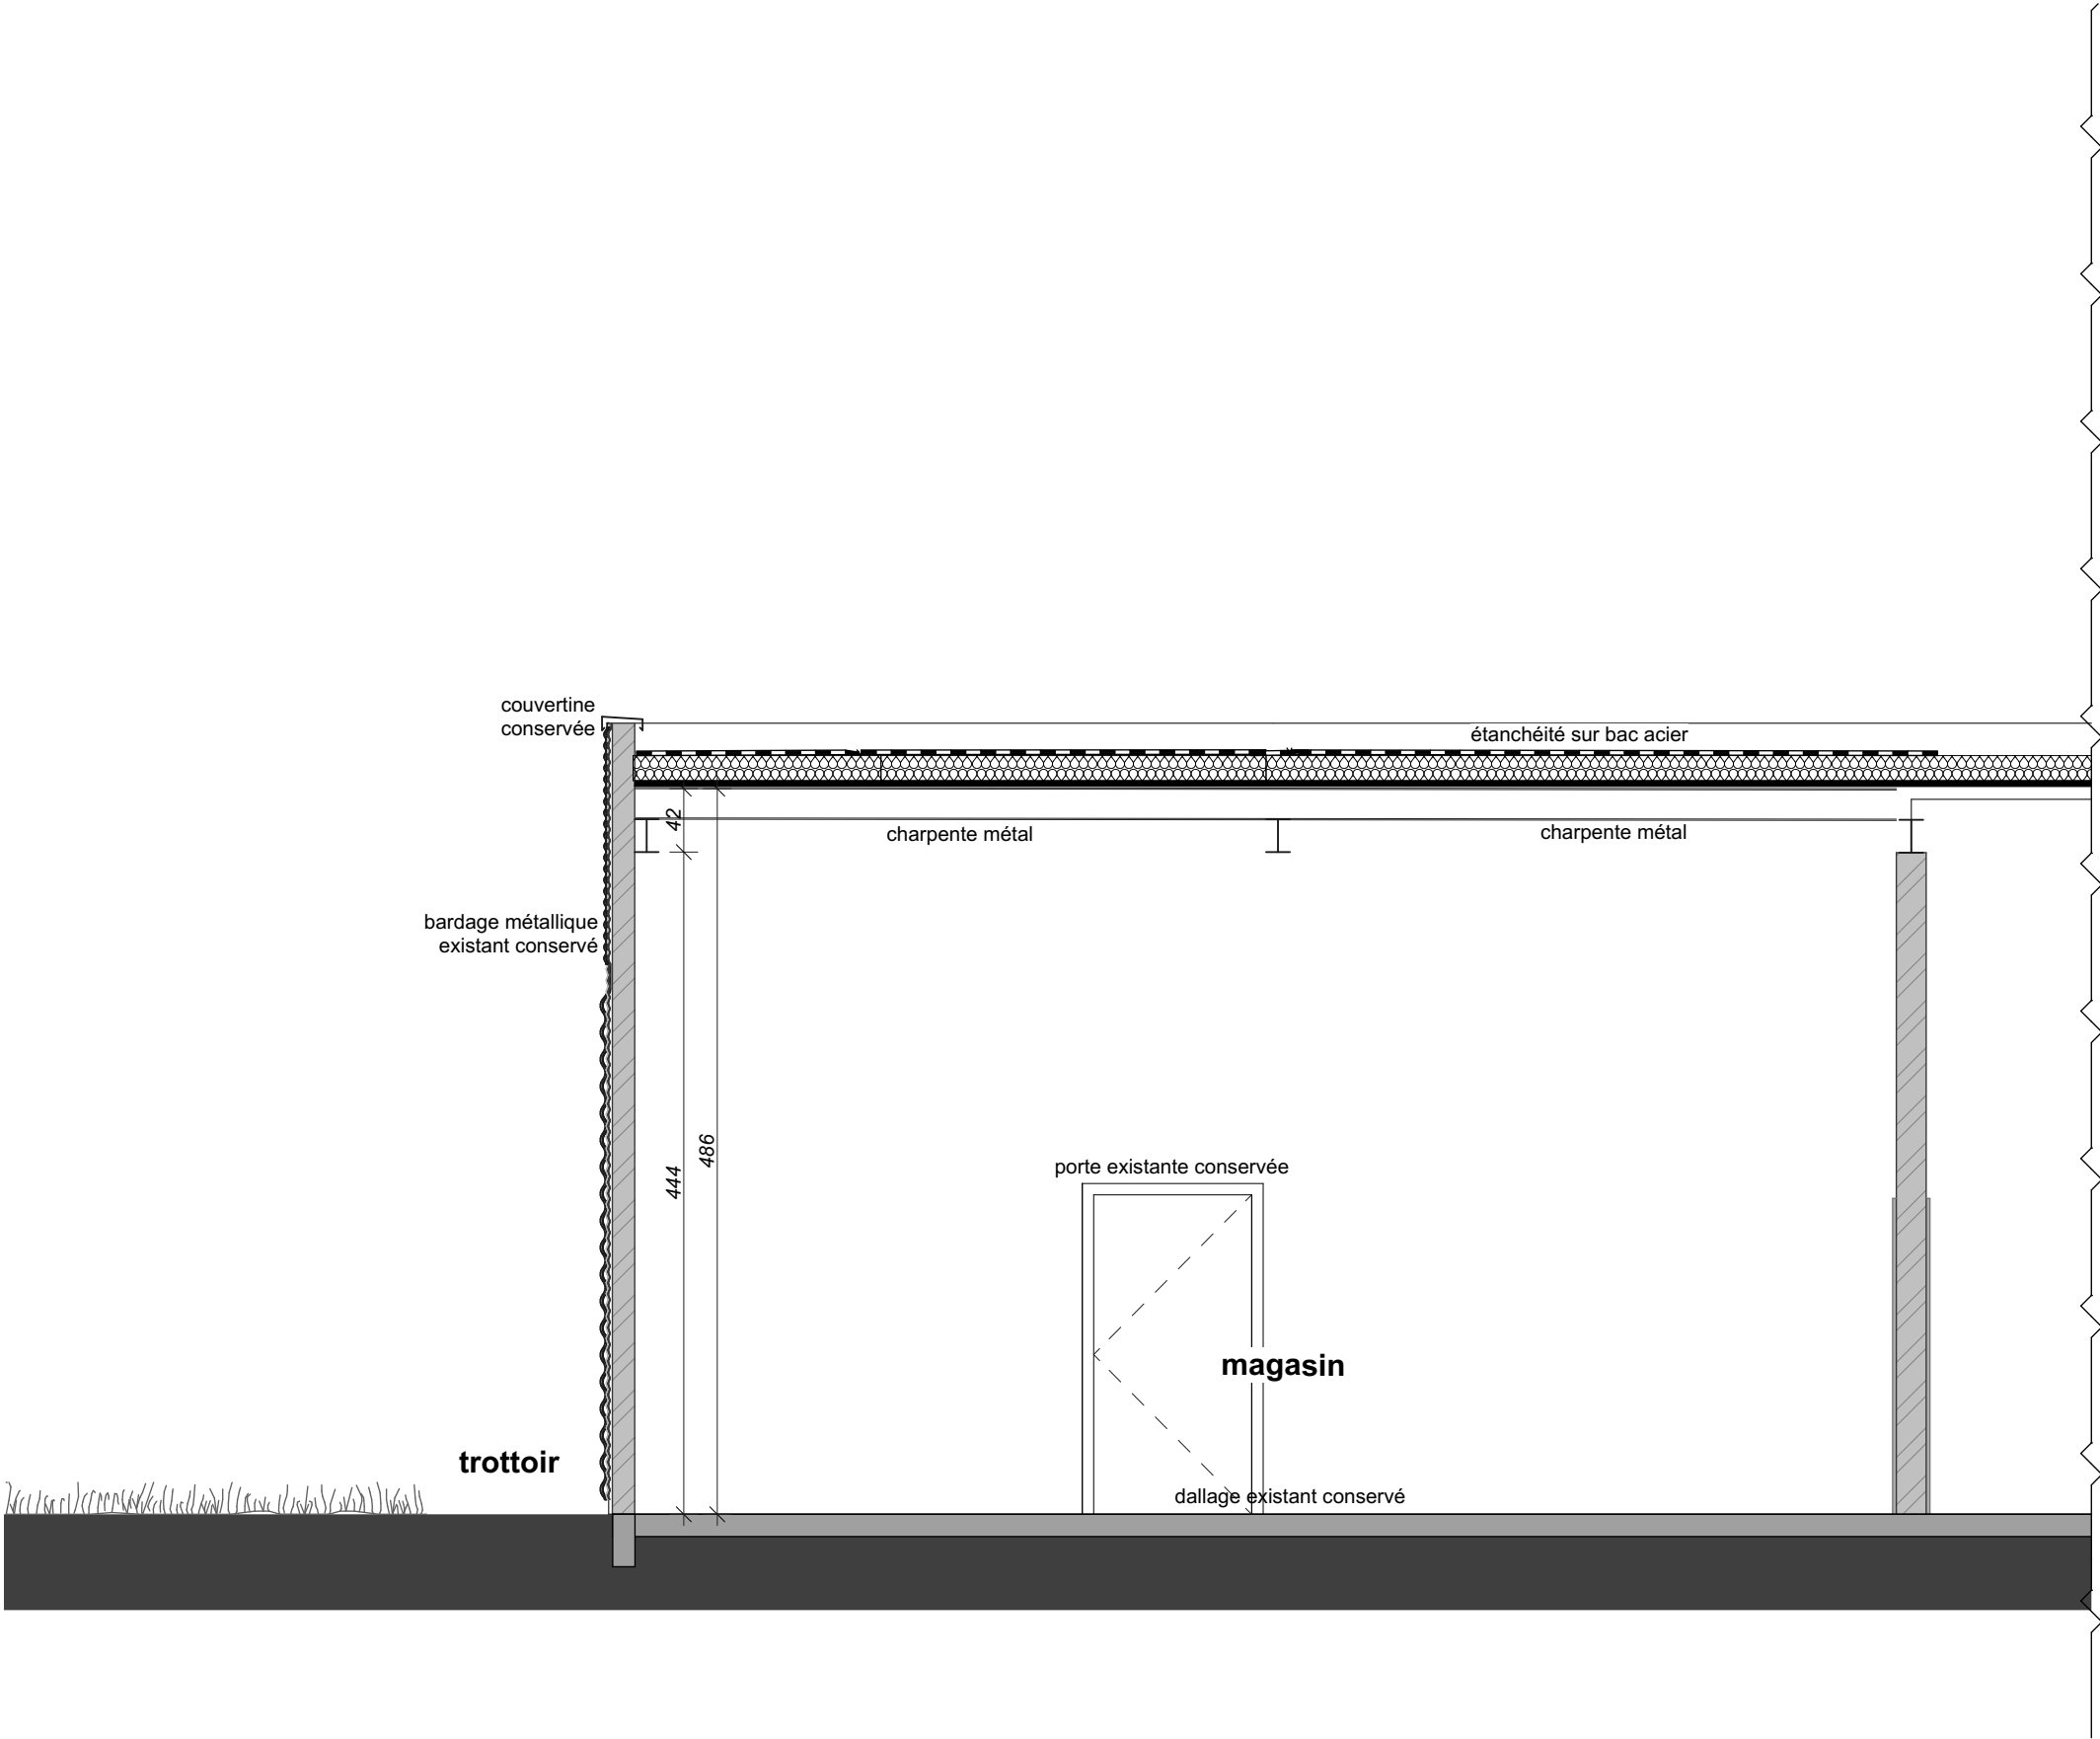 couvertine
conservée
étanchéité sur bac acier
42
charpente métal
charpente métal
bardage métallique
existant conservé
444
486
porte existante conservée
magasin
trottoir
dallage existant conservé